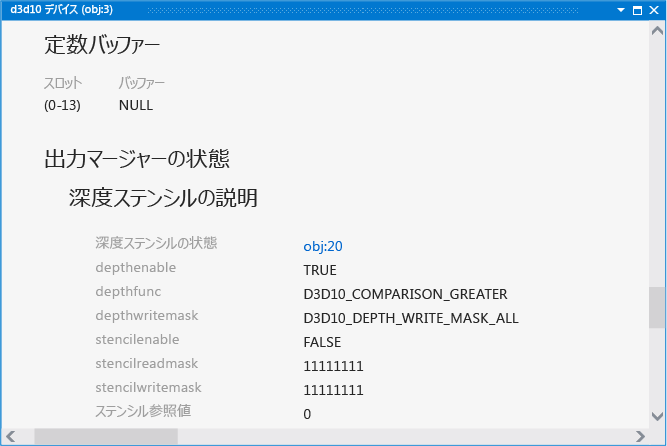 d3d10 デバイス (obj:3)
定数バッファー
スロット バッファー
(0-13) NULL
出力マージャーの状態
深度ステンシルの説明
深度ステンシルの状態 obj:20
depthenable TRUE
depthfunc D3D10_COMPARISON_GREATER
depthwritemask D3D10_DEPTH_WRITE_MASK_ALL
stencilenable FALSE
stencilreadmask 11111111
stencilwritemask 11111111
ステンシル参照値 0